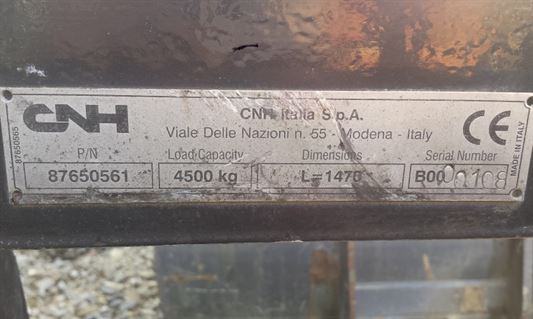 CNH
CNH Italia S.p.A.
Viale Delle Nazioni n. 55 - Modena - Italy
CE
87650565
MADE IN ITALY
P/N Load Capacity Dimensions Serial Number
87650561 4500 kg L=1470